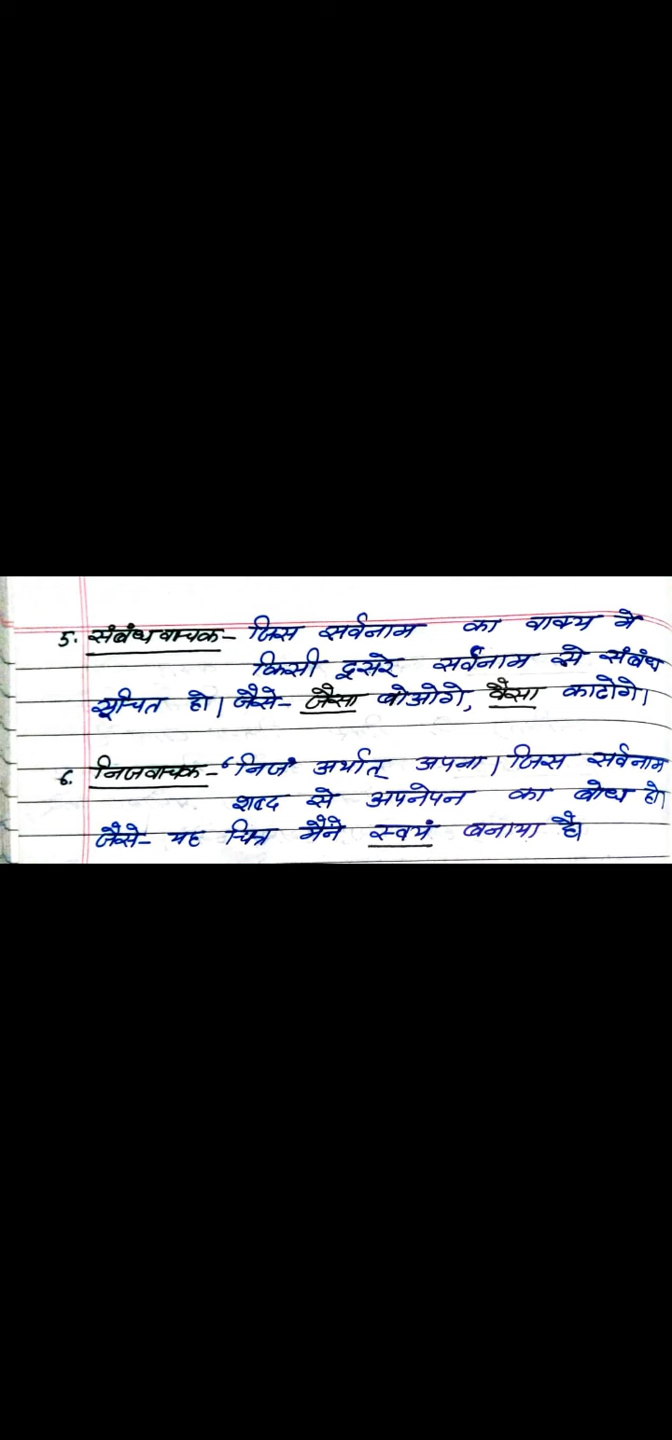 5. संबंधवाचक- जिस सर्वनाम का वाक्य में
किसी दूसरे सर्वनाम से संबंध
सूचित हो। जैसे- जैसा बोओगे, वैसा काटोगे।
6. निजवाचक- 'निज' अर्थात् अपना। जिस सर्वनाम
शब्द से अपनेपन का बोध हो।
जैसे- यह चित्र मैंने स्वयं बनाया है।